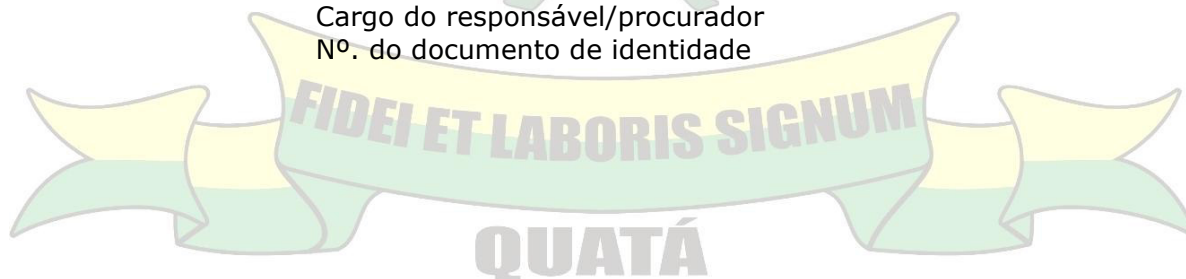 Cargo do responsável/procurador
Nº. do documento de identidade
FIDEI ET LABORIS SIGNUM
QUATÁ